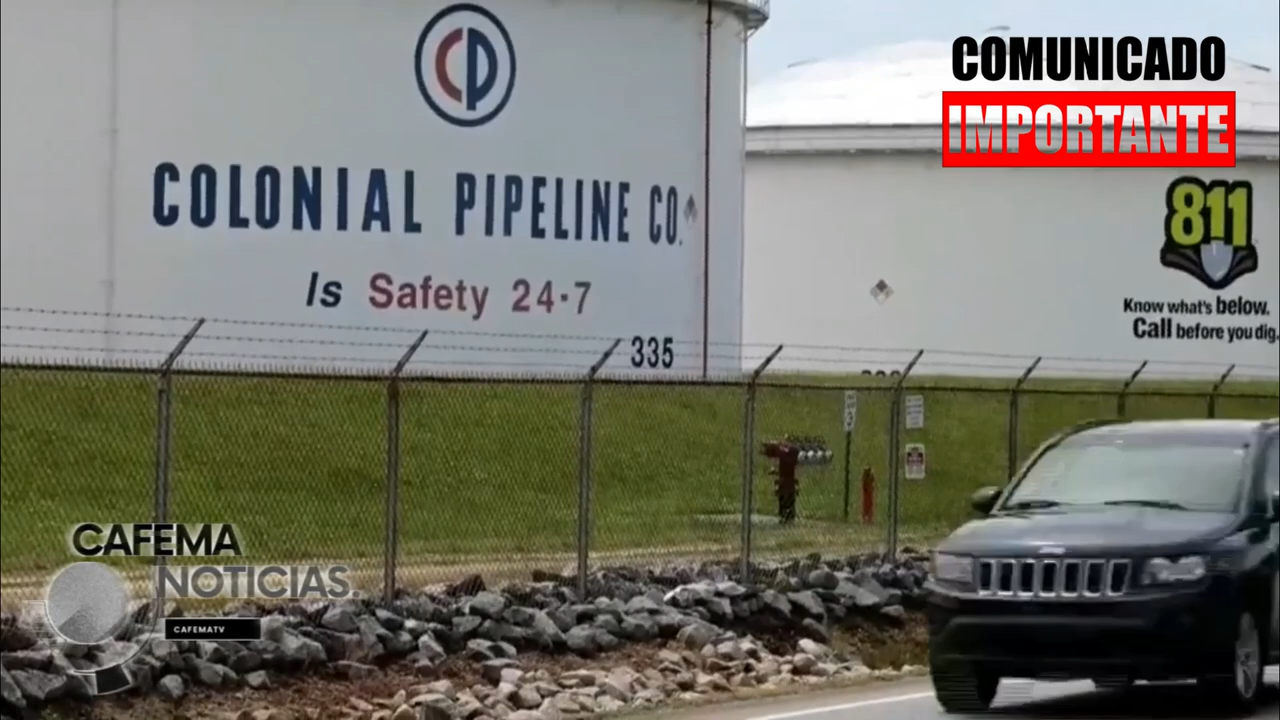 CP
COLONIAL PIPELINE CO.
Is Safety 24-7
335
COMUNICADO
IMPORTANTE
811
Know what's below.
Call before you dig.
CAFEMA
NOTICIAS.
CAFEMATV